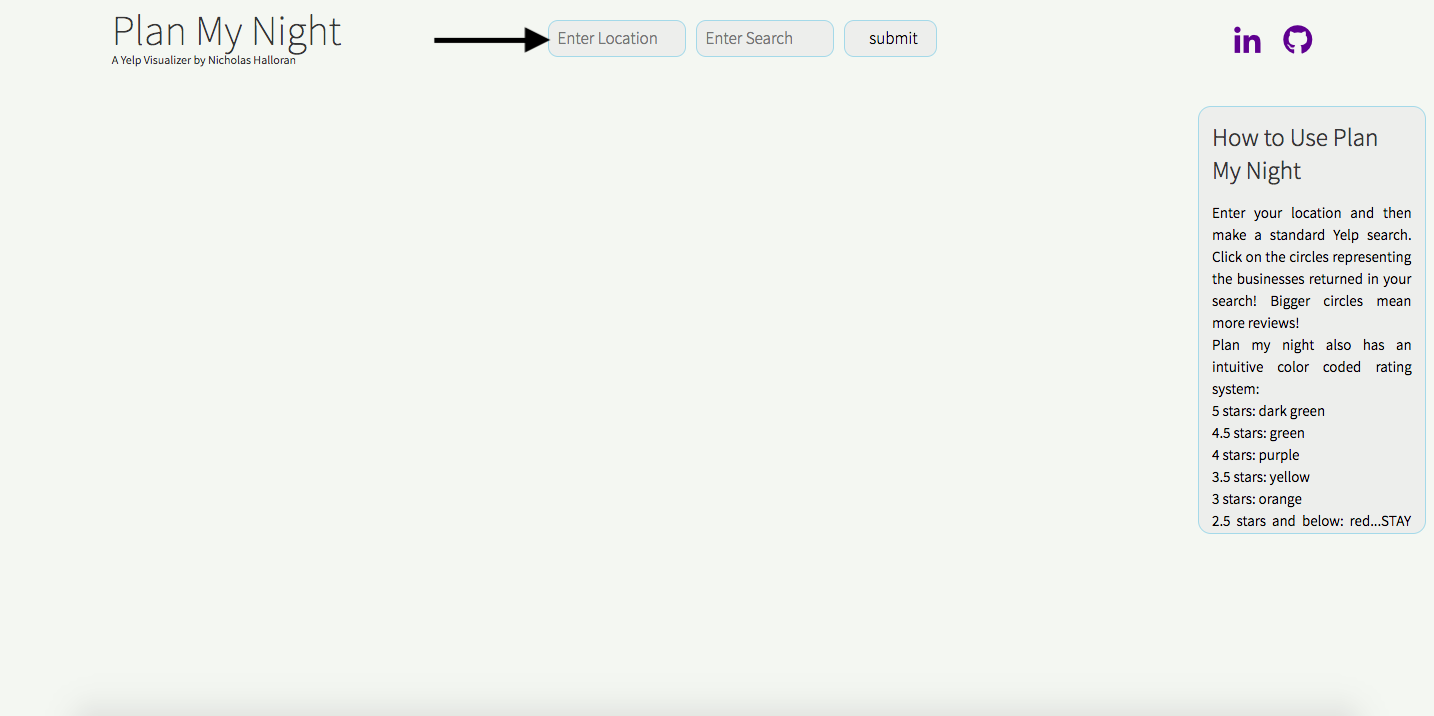 Plan My Night
A Yelp Visualizer by Nicholas Halloran
Enter Location
Enter Search
submit
in
How to Use Plan
My Night
Enter your location and then
make a standard Yelp search.
Click on the circles representing
the businesses returned in your
search! Bigger circles mean
more reviews!
Plan my night also has an
intuitive color coded rating
system:
5 stars: dark green
4.5 stars: green
4 stars: purple
3.5 stars: yellow
3 stars: orange
2.5 stars and below: red...STAY